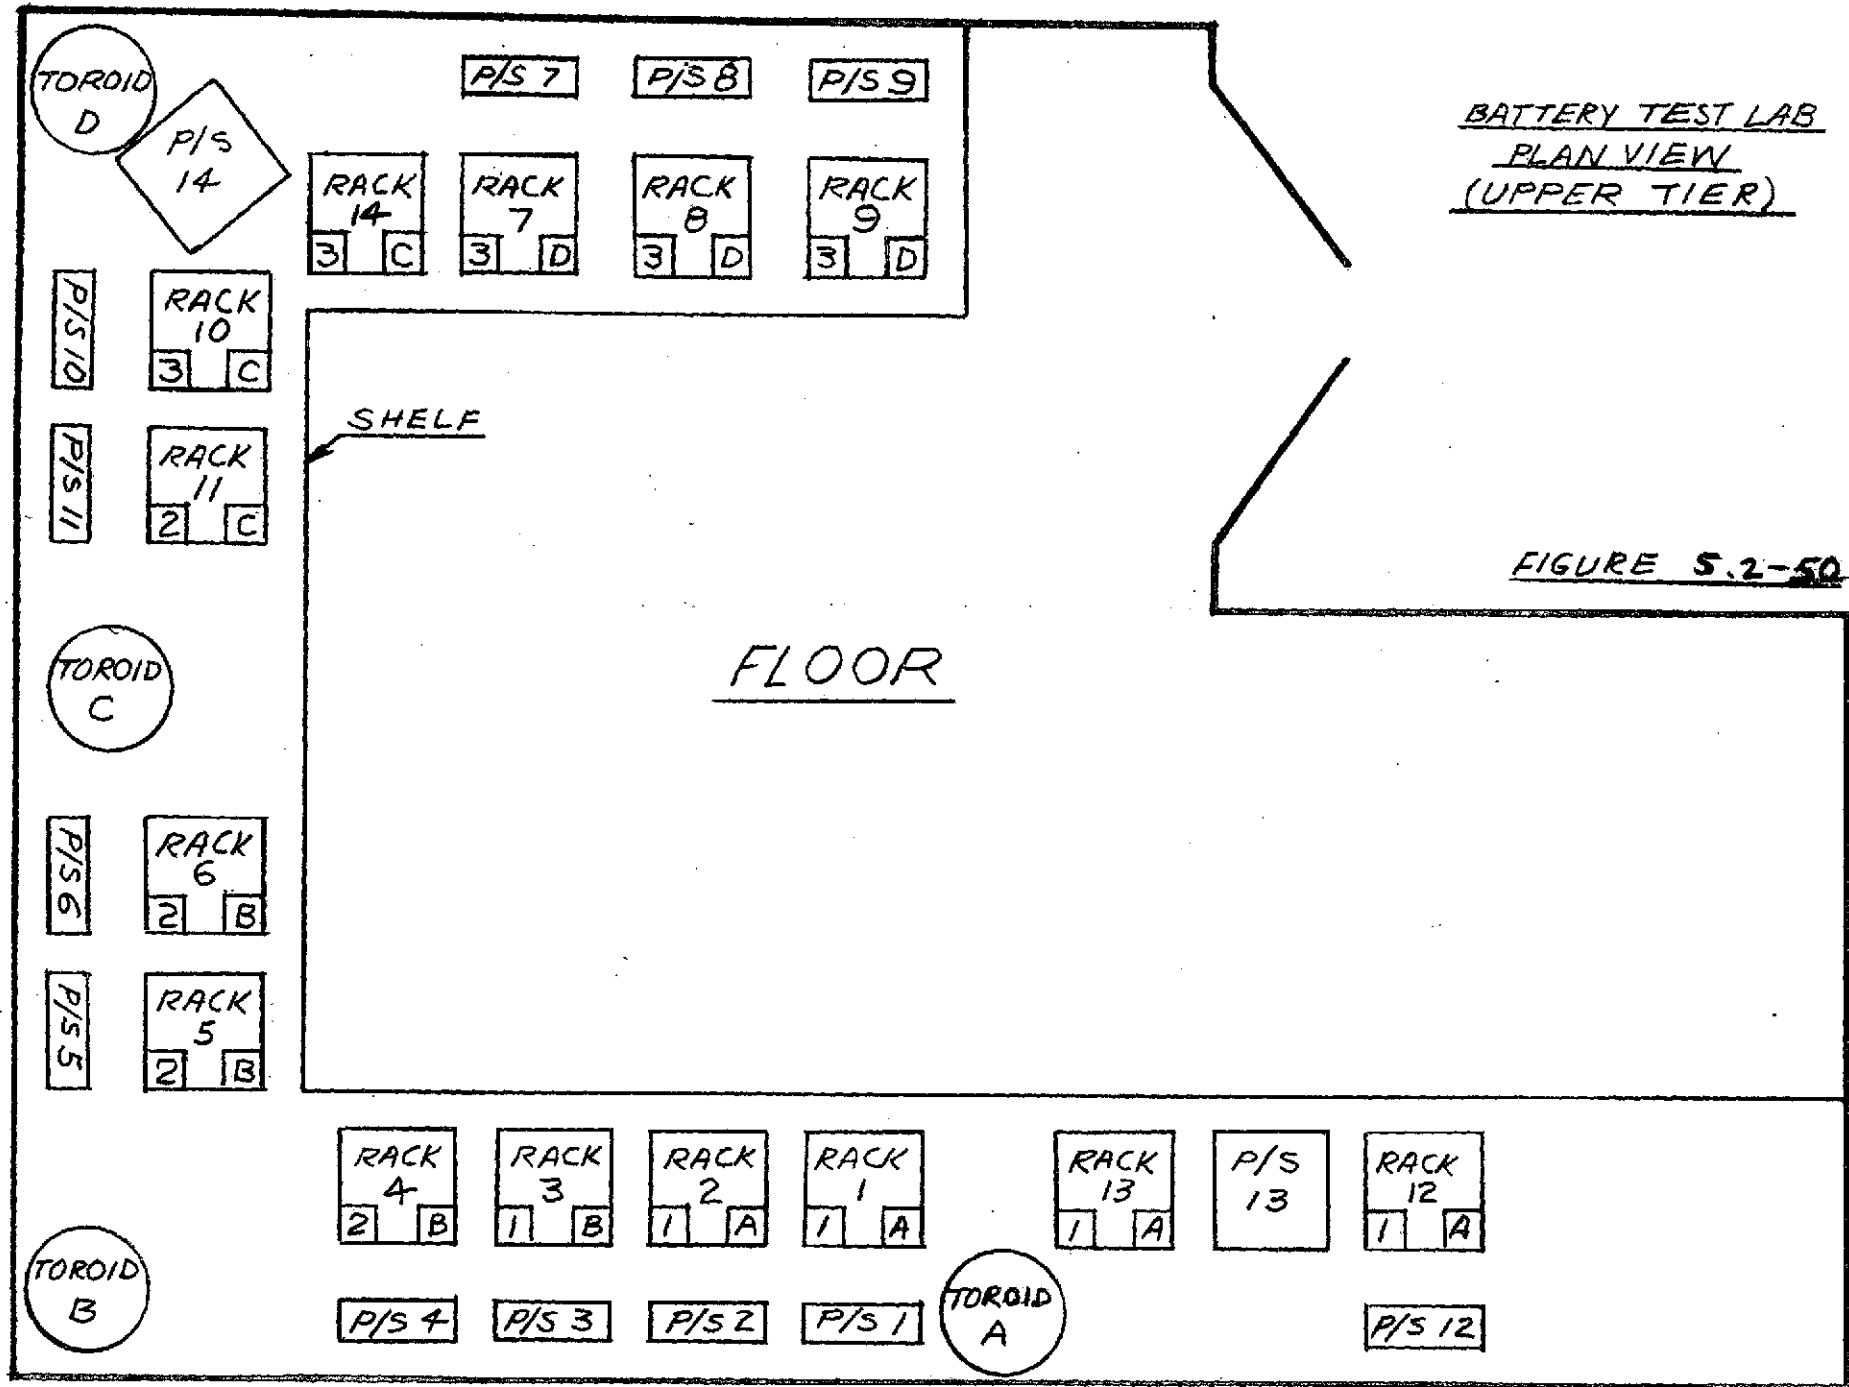 TOROID
D
P/S
14
P/S 7
P/S 8
P/S 9
BATTERY TEST LAB
PLAN VIEW
(UPPER TIER)
RACK
14
3 C
RACK
7
3 D
RACK
8
3 D
RACK
9
3 D
P/S 10
RACK
10
3 C
SHELF
P/S 11
RACK
11
2 C
FIGURE 5.2-50
TOROID
C
FLOOR
P/S 6
RACK
6
2 B
P/S 5
RACK
5
2 B
RACK
4
2 B
RACK
3
1 B
RACK
2
1 A
RACK
1
1 A
RACK
13
1 A
P/S
13
RACK
12
1 A
TOROID
B
P/S 4
P/S 3
P/S 2
P/S 1
TOROID
A
P/S 12